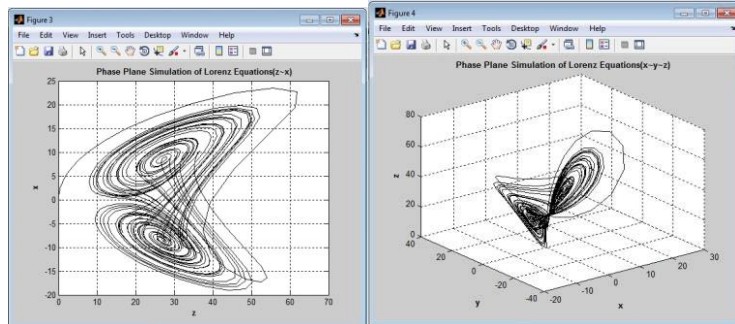 Figure 3
File Edit View Insert Tools Desktop Window Help
Phase Plane Simulation of Lorenz Equations(z~x)
25
20
15
10
5
0
-5
-10
-15
-20
x
0 10 20 30 40 50 60 70
z
Figure 4
File Edit View Insert Tools Desktop Window Help
Phase Plane Simulation of Lorenz Equations(x~y~z)
80
60
40
20
0
z
40
20
0
-20
-40
y
-20
-10
0
10
20
30
x